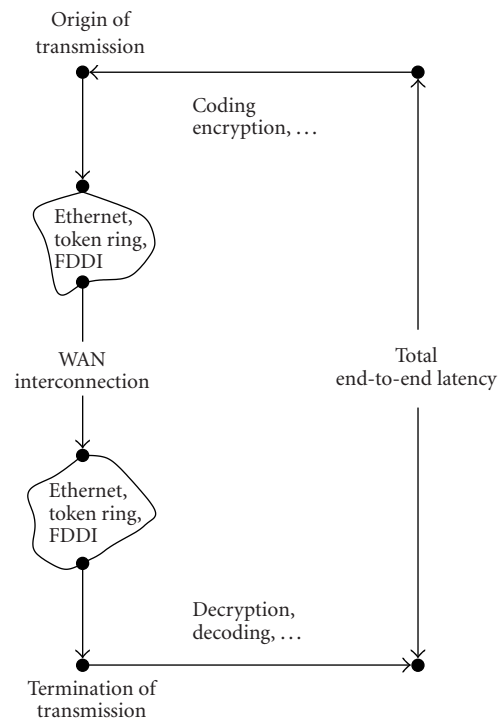 Origin of
transmission
Coding
encryption, …
Ethernet,
token ring,
FDDI
WAN
interconnection
Total
end-to-end latency
Ethernet,
token ring,
FDDI
Decryption,
decoding, …
Termination of
transmission